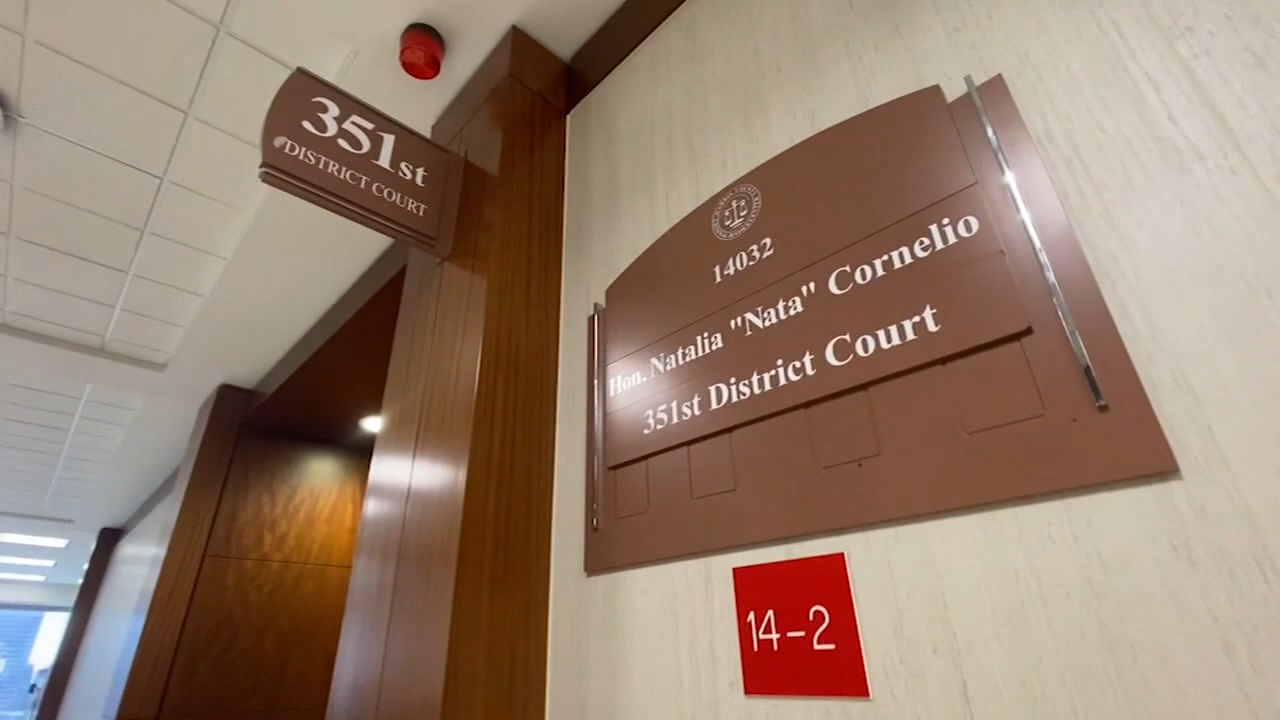 351st
DISTRICT COURT
14032
Hon. Natalia "Nata" Cornelio
351st District Court
14-2